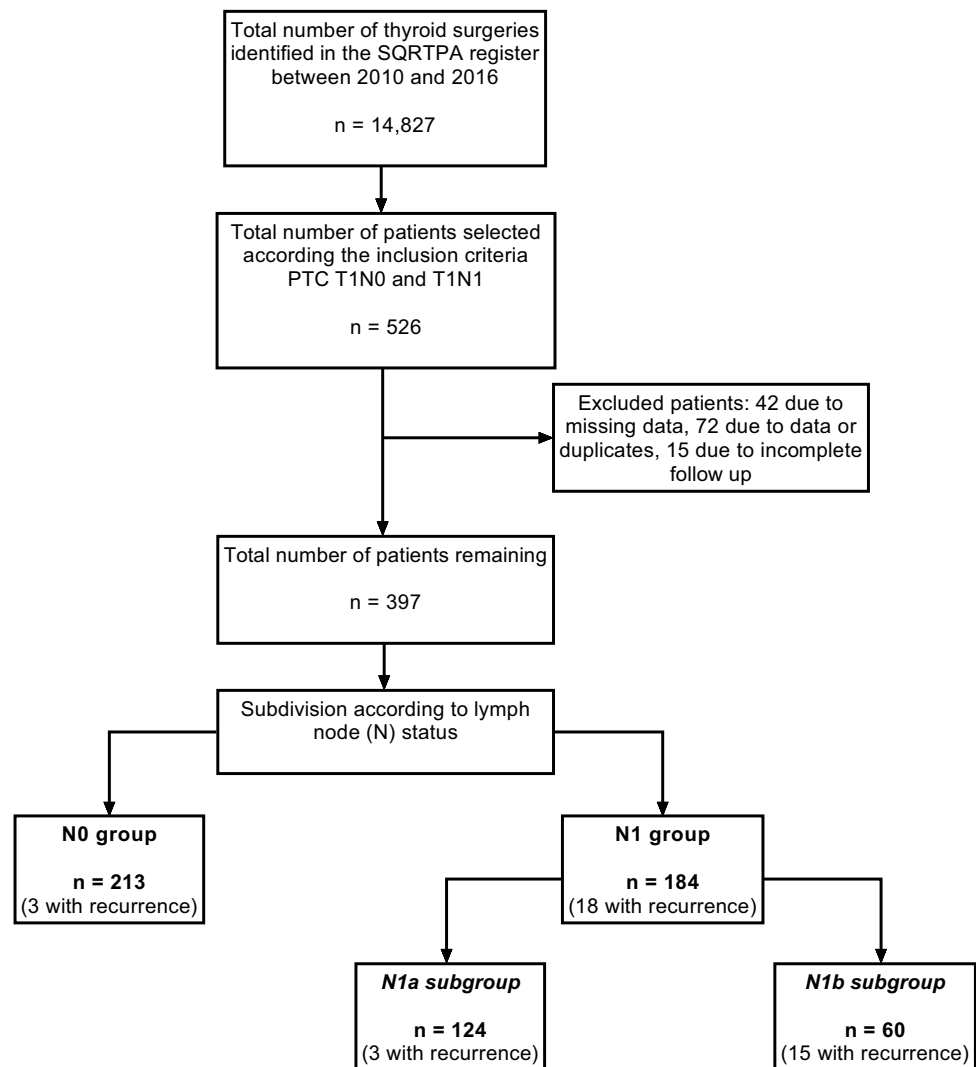 Total number of thyroid surgeries
identified in the SQRTPA register
between 2010 and 2016
n = 14,827
Total number of patients selected
according the inclusion criteria
PTC T1N0 and T1N1
n = 526
Excluded patients: 42 due to
missing data, 72 due to data or
duplicates, 15 due to incomplete
follow up
Total number of patients remaining
n = 397
Subdivision according to lymph
node (N) status
N0 group
n = 213
(3 with recurrence)
N1 group
n = 184
(18 with recurrence)
N1a subgroup
n = 124
(3 with recurrence)
N1b subgroup
n = 60
(15 with recurrence)